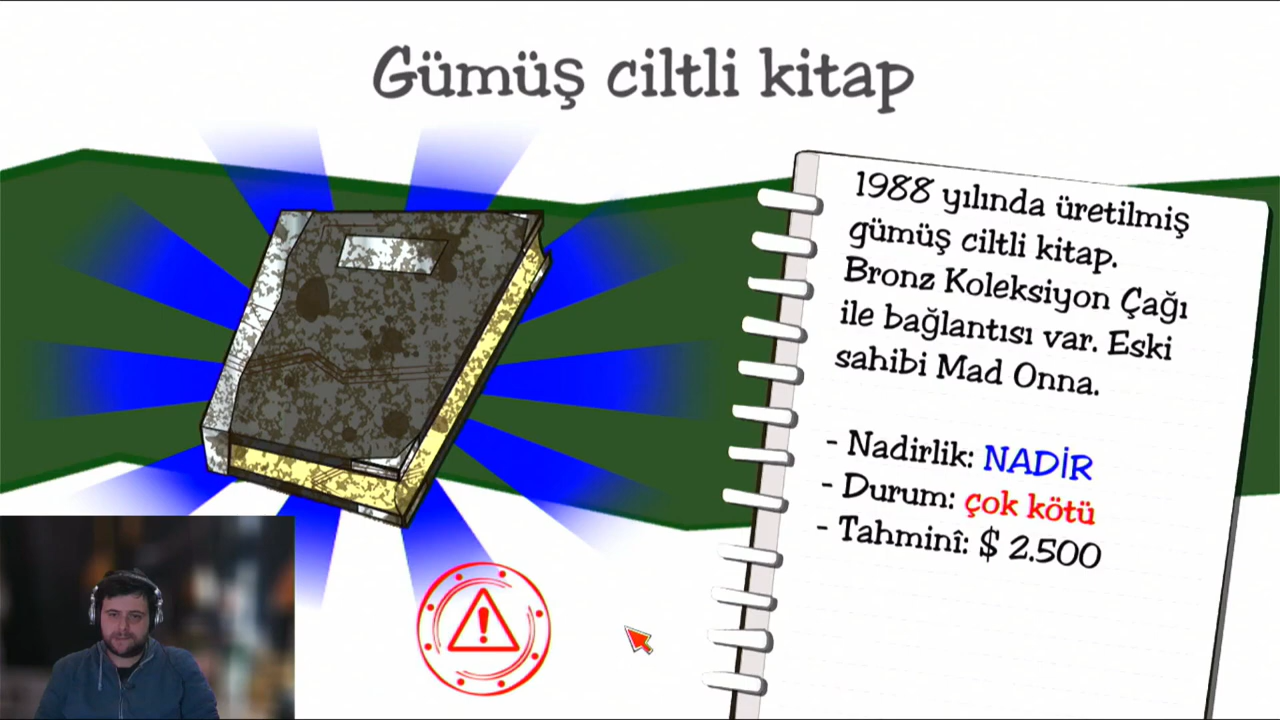 Gümüş ciltli kitap
1988 yılında üretilmiş
gümüş ciltli kitap.
Bronz Koleksiyon Çağı
ile bağlantısı var. Eski
sahibi Mad Onna.
- Nadirlik: NADİR
- Durum: çok kötü
- Tahminî: $ 2.500